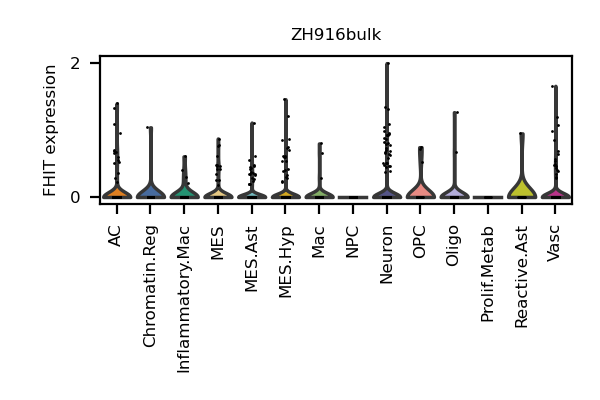 ZH916bulk
FHIT expression
2
0
AC
Chromatin.Reg
Inflammatory.Mac
MES
MES.Ast
MES.Hyp
Mac
NPC
Neuron
OPC
Oligo
Prolif.Metab
Reactive.Ast
Vasc